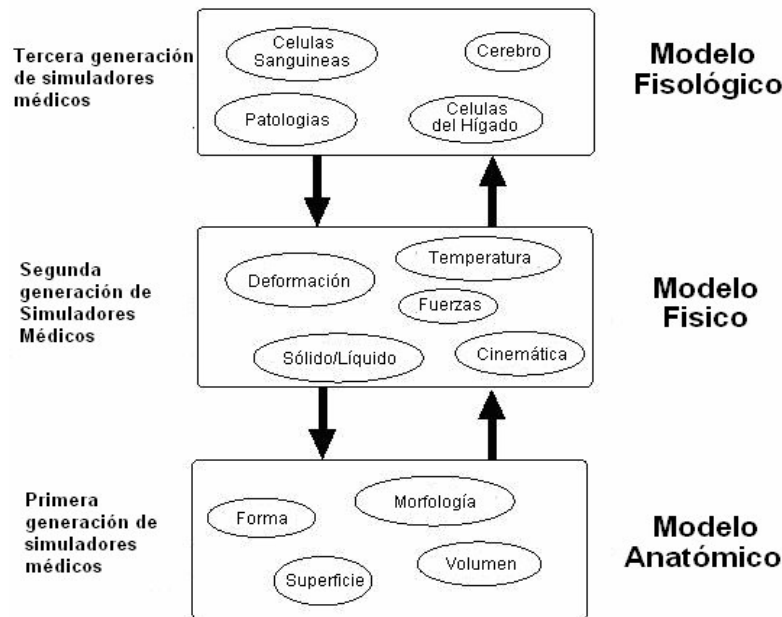 Tercera generación
de simuladores
médicos
Celulas
Sanguineas
Cerebro
Patologias
Celulas
del Hígado
Modelo
Fisológico
Segunda
generación de
Simuladores
Médicos
Deformación
Temperatura
Fuerzas
Sólido/Líquido
Cinemática
Modelo
Fisico
Primera
generación de
simuladores
médicos
Forma
Morfología
Superficie
Volumen
Modelo
Anatómico